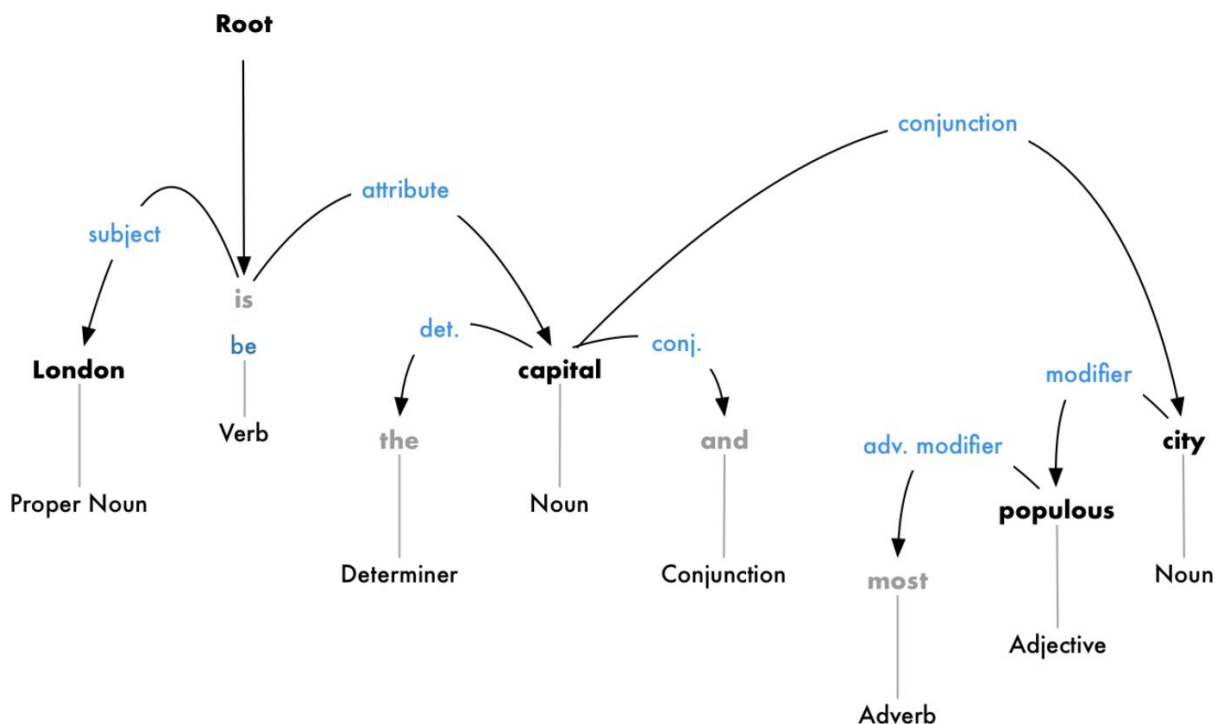 Root
conjunction
attribute
subject
is
det.
conj.
be
London
capital
modifier
Verb
the
and
adv. modifier
city
Proper Noun
Noun
populous
Determiner
Conjunction
most
Noun
Adjective
Adverb